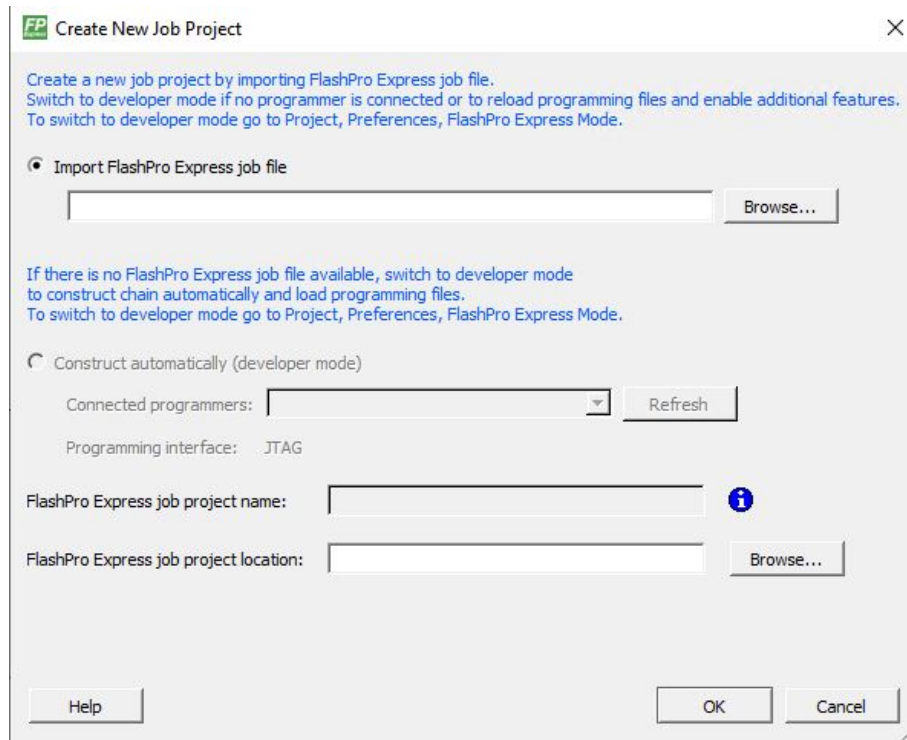 FP
Express
Create New Job Project
Create a new job project by importing FlashPro Express job file.
Switch to developer mode if no programmer is connected or to reload programming files and enable additional features.
To switch to developer mode go to Project, Preferences, FlashPro Express Mode.
Import FlashPro Express job file
Browse...
If there is no FlashPro Express job file available, switch to developer mode
to construct chain automatically and load programming files.
To switch to developer mode go to Project, Preferences, FlashPro Express Mode.
Construct automatically (developer mode)
Connected programmers: Refresh
Programming interface: JTAG
FlashPro Express job project name:
FlashPro Express job project location: Browse...
Help OK Cancel